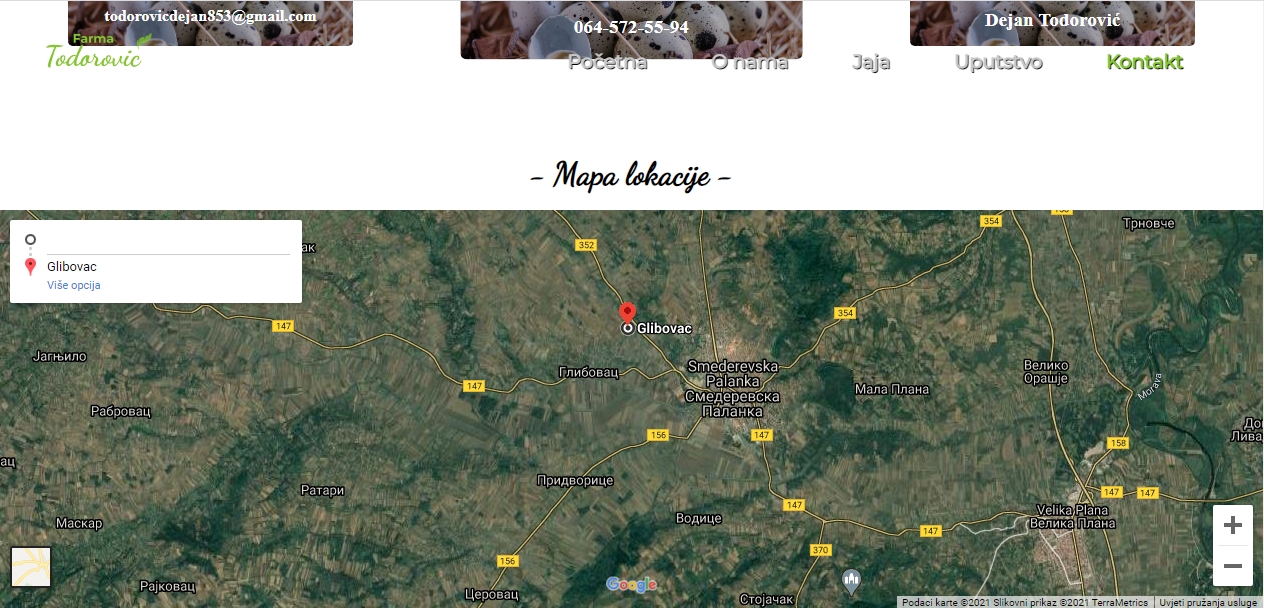 todorovicdejan853@gmail.com
064-572-55-94
Dejan Todorović
Farma
Todorovic
Početna
O nama
Jaja
Uputstvo
Kontakt
– Mapa lokacije –
Glibovac
Više opcija
ак
352
354
Трновче
147
354
Glibovac
Јагњило
Глибовац
Smederevska
Palanka
Смедеревска
Паланка
147
Мала Плана
Велико
Орашје
Morava
Рабровац
156
147
158
До
Лива
ац
Придворице
Ратари
147
147
147
Маскар
Водице
Velika Plana
Велика Плана
147
370
156
Рајковац
Церовац
Google
Стојачак
Podaci karte ©2021 Slikovni prikaz ©2021 TerraMetrics
Uvjeti pružanja usluge